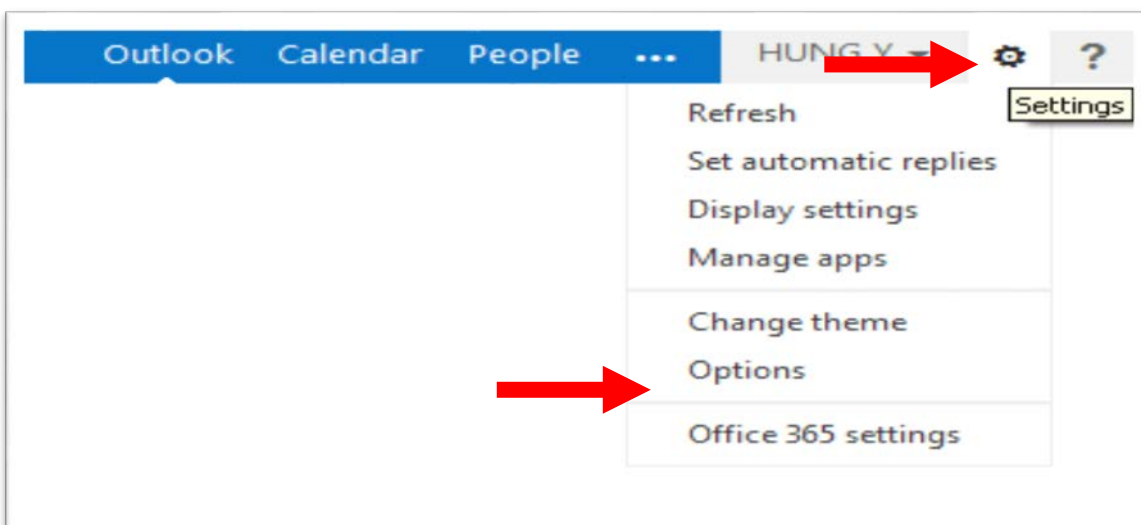 Outlook Calendar People ... HUNG Y ?
Settings
Refresh
Set automatic replies
Display settings
Manage apps
Change theme
Options
Office 365 settings